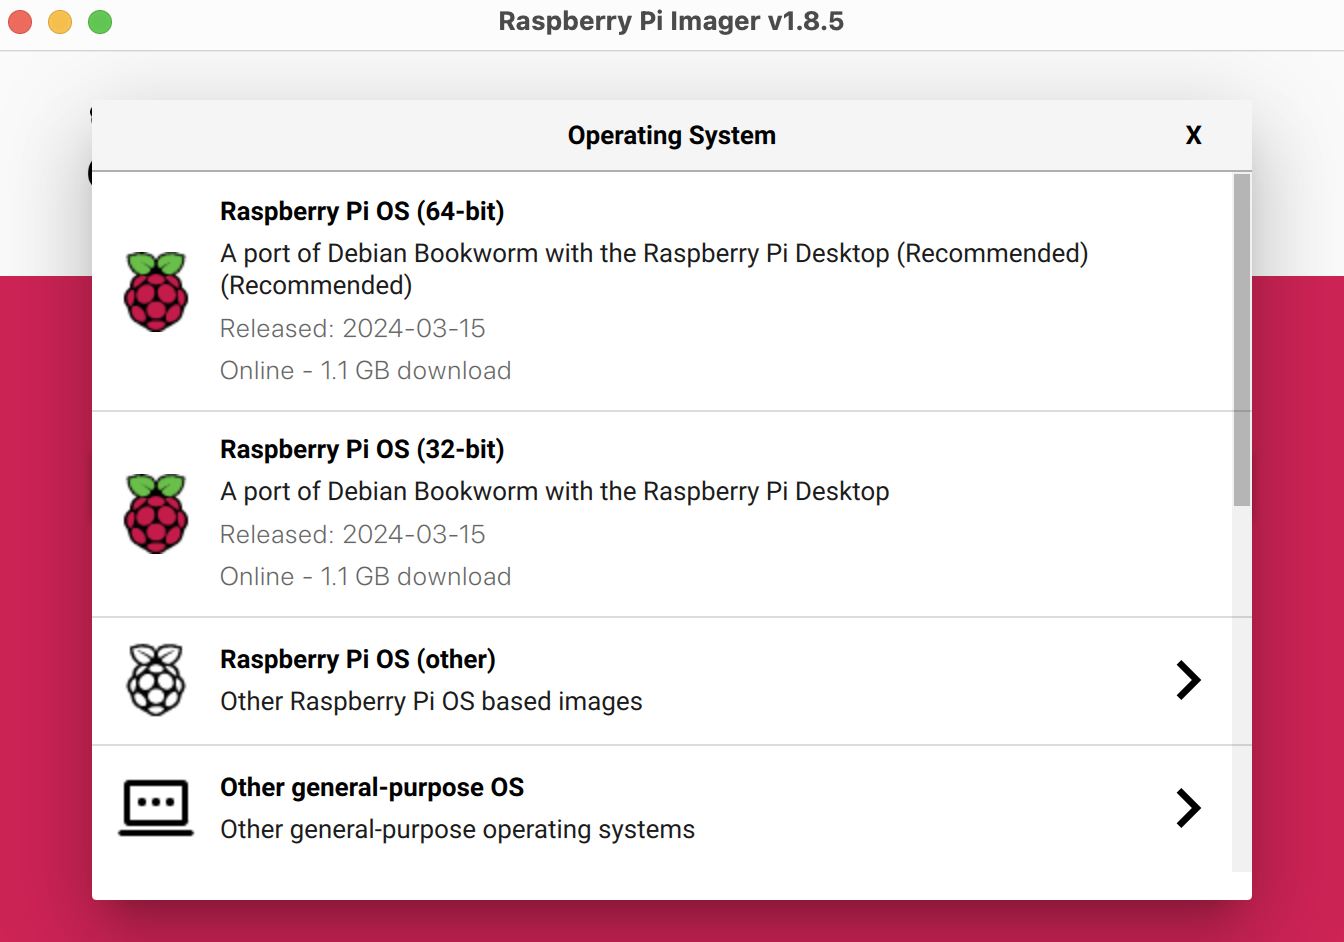 Raspberry Pi Imager v1.8.5
Operating System
X
Raspberry Pi OS (64-bit)
A port of Debian Bookworm with the Raspberry Pi Desktop (Recommended)
(Recommended)
Released: 2024-03-15
Online - 1.1 GB download
Raspberry Pi OS (32-bit)
A port of Debian Bookworm with the Raspberry Pi Desktop
Released: 2024-03-15
Online - 1.1 GB download
Raspberry Pi OS (other)
Other Raspberry Pi OS based images
Other general-purpose OS
Other general-purpose operating systems